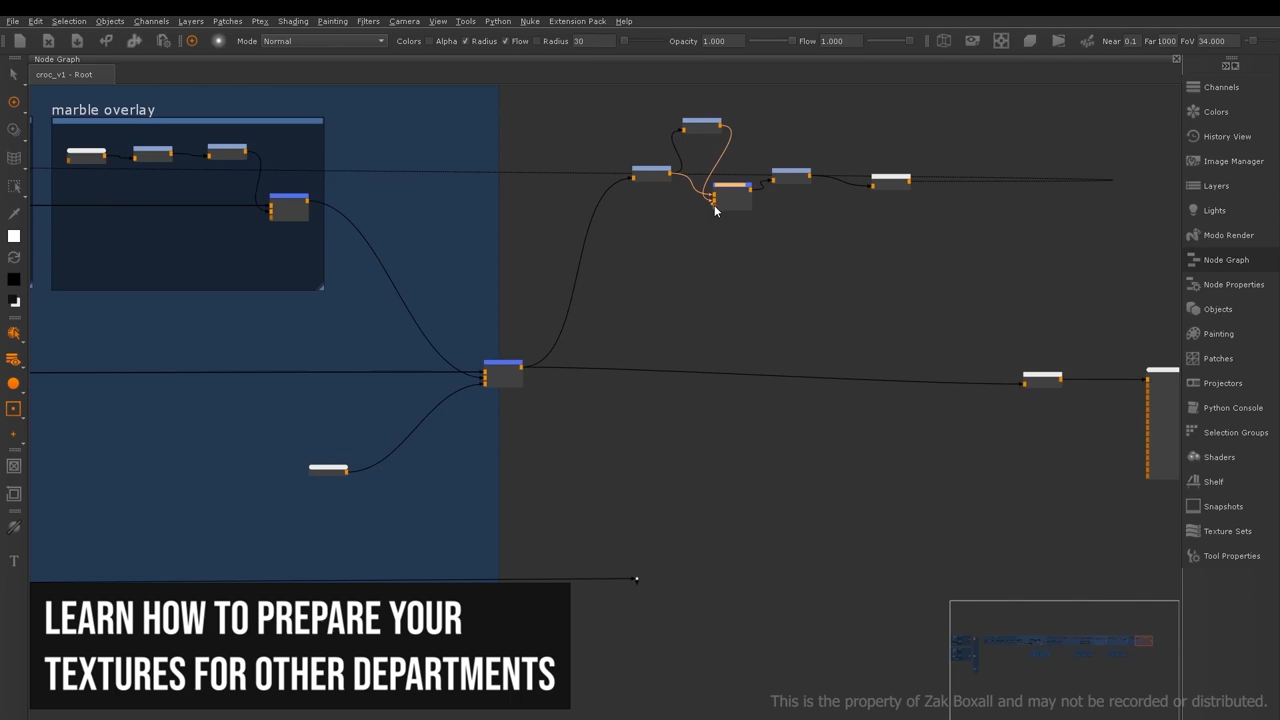 File Edit Selection Objects Channels Layers Patches Ptex Shading Painting Filters Camera View Tools Python Nuke Extension Pack Help
Mode Normal Colors Alpha Radius Flow Radius 30 Opacity 1.000 Flow 1.000 Near 0.1 Far 1000 FoV 34.000
Node Graph
croc_v1 - Root
marble overlay
Channels
Colors
History View
Image Manager
Layers
Lights
Modo Render
Node Graph
Node Properties
Objects
Painting
Patches
Projectors
Python Console
Selection Groups
Shaders
Shelf
Snapshots
Texture Sets
Tool Properties
LEARN HOW TO PREPARE YOUR
TEXTURES FOR OTHER DEPARTMENTS
This is the property of Zak Boxall and may not be recorded or distributed.